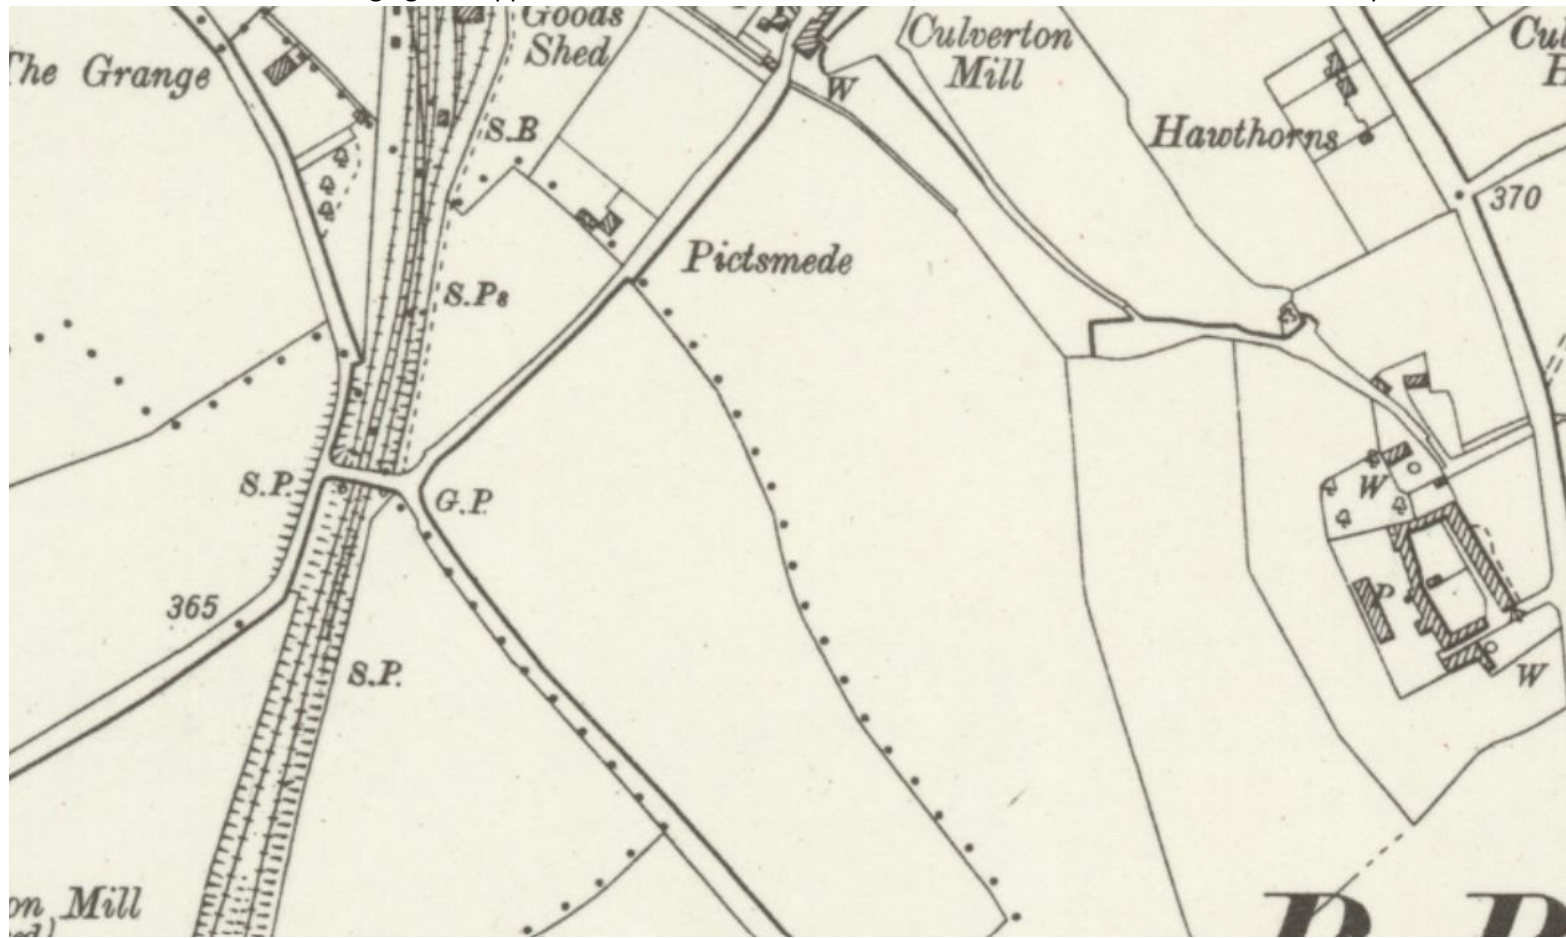 Goods
Shed
Culverton
Mill
The Grange
W
S.B
Hawthorns
370
Pictsmede
S.Ps
S.P.
G.P.
W
P
365
S.P.
W
Mill